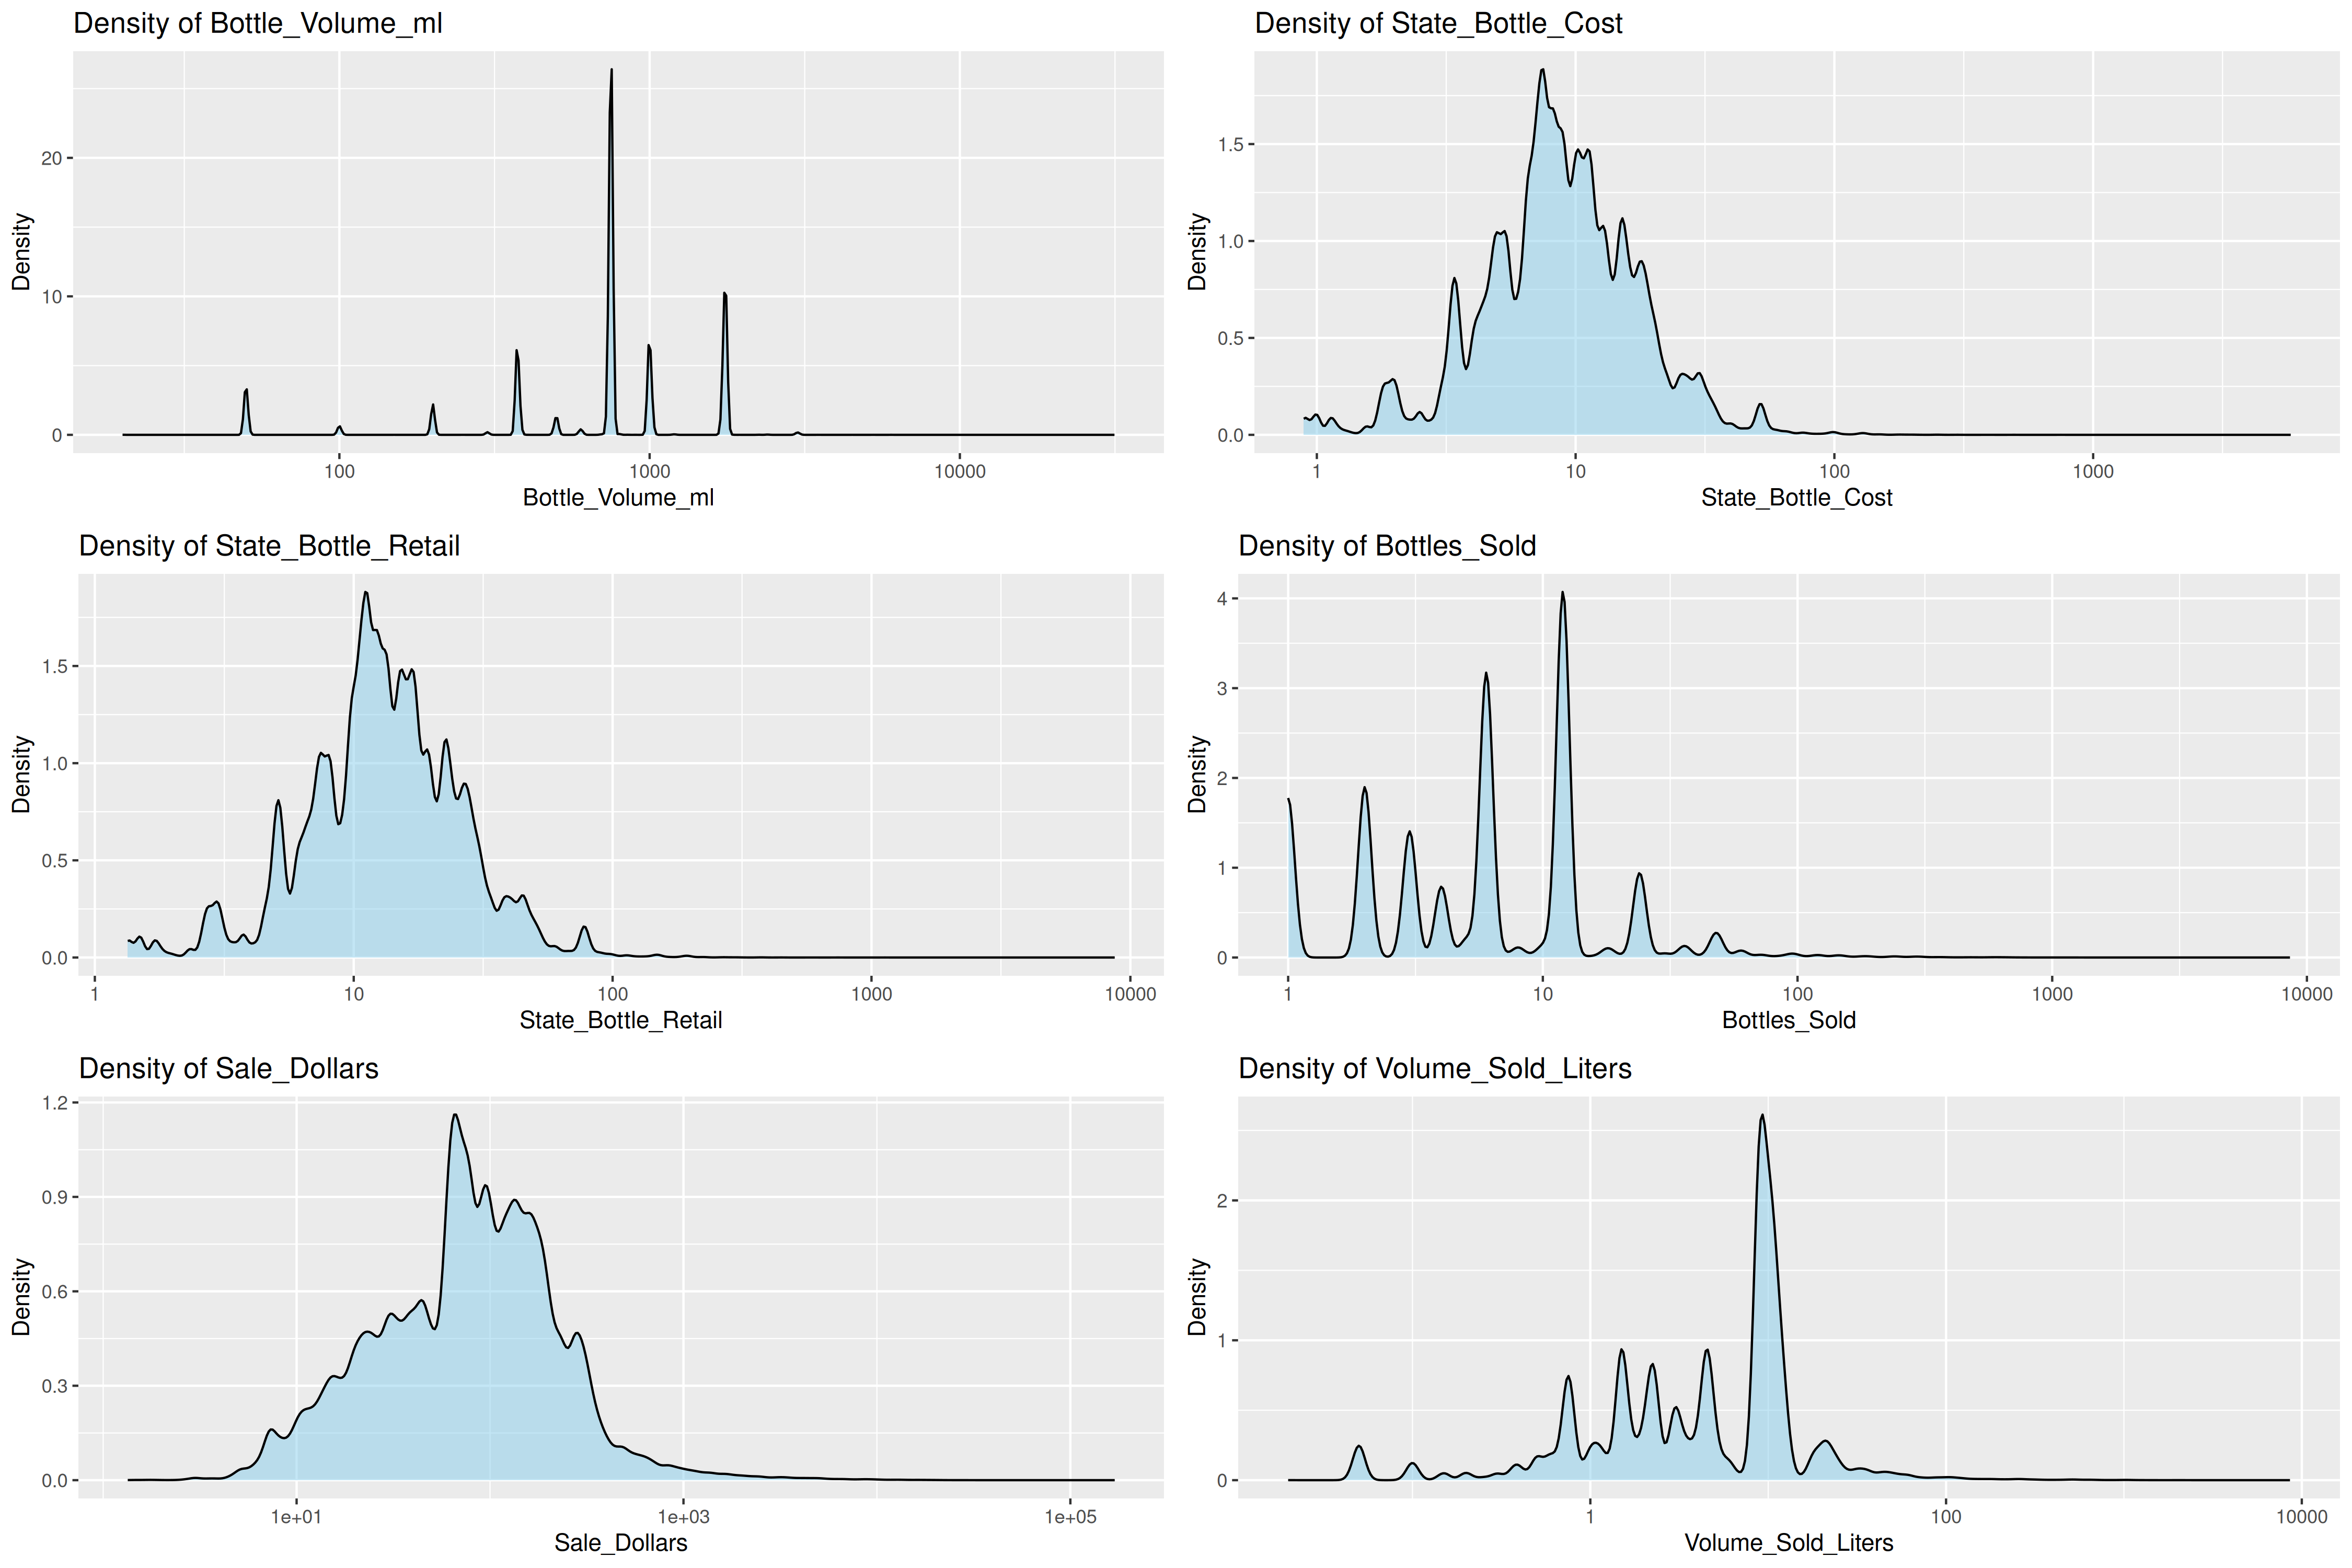 Density of Bottle_Volume_ml
Density
20
10
0
100
1000
10000
Bottle_Volume_ml
Density of State_Bottle_Cost
Density
1.5
1.0
0.5
0.0
1
10
100
1000
State_Bottle_Cost
Density of State_Bottle_Retail
Density
1.5
1.0
0.5
0.0
1
10
100
1000
10000
State_Bottle_Retail
Density of Bottles_Sold
Density
4
3
2
1
0
1
10
100
1000
10000
Bottles_Sold
Density of Sale_Dollars
Density
1.2
0.9
0.6
0.3
0.0
1e+01
1e+03
1e+05
Sale_Dollars
Density of Volume_Sold_Liters
Density
2
1
0
1
100
10000
Volume_Sold_Liters